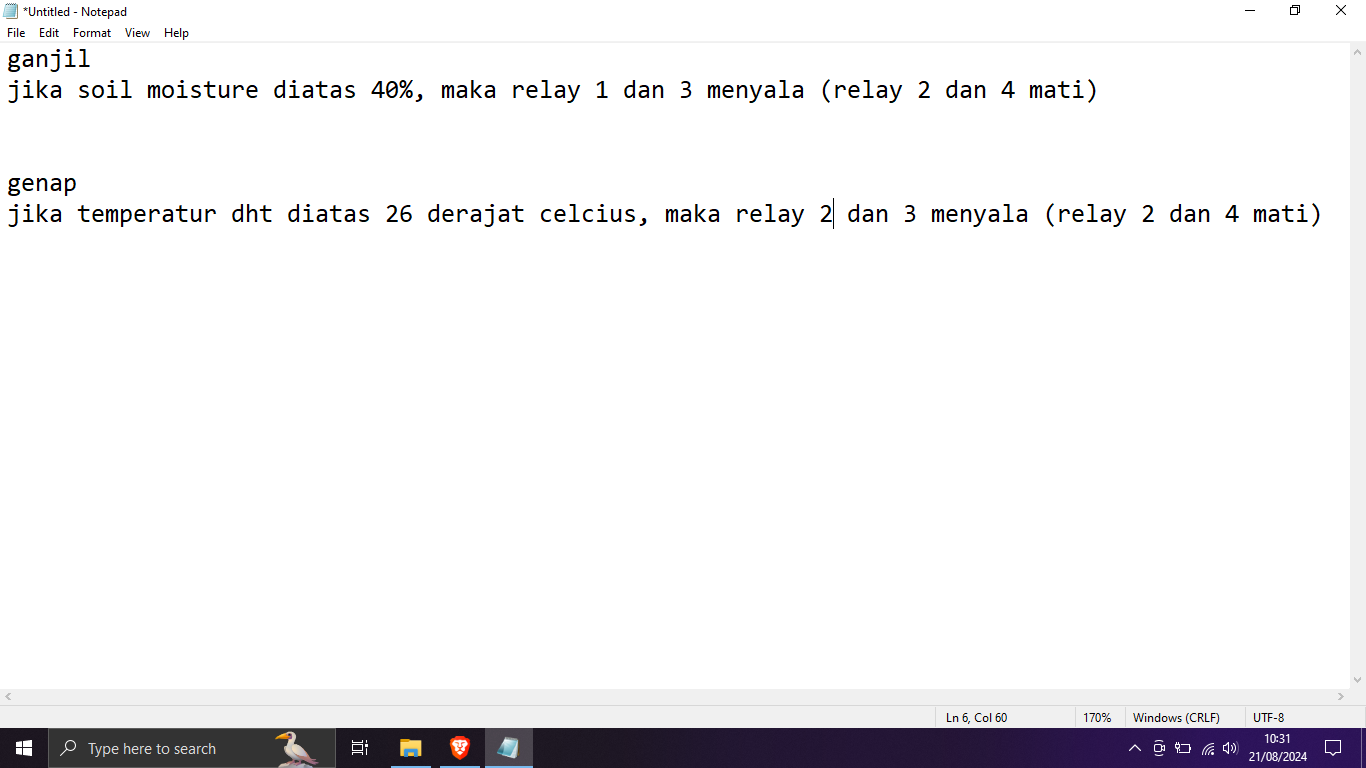 *Untitled - Notepad
File Edit Format View Help
ganjil
jika soil moisture diatas 40%, maka relay 1 dan 3 menyala (relay 2 dan 4 mati)
genap
jika temperatur dht diatas 26 derajat celcius, maka relay 2 dan 3 menyala (relay 2 dan 4 mati)
Ln 6, Col 60 170% Windows (CRLF) UTF-8
Type here to search
10:31
21/08/2024